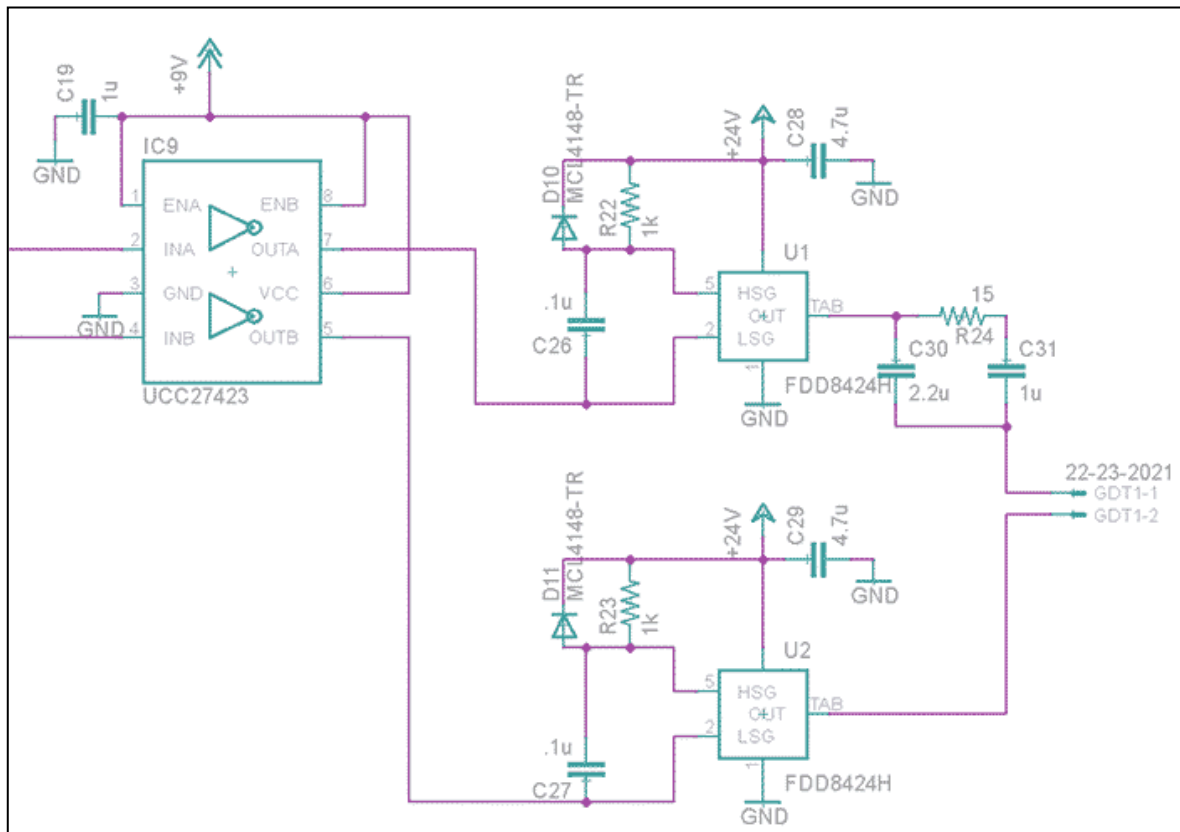 C19
1u
+9V
GND
IC9
1 ENA ENB 8
2 INA OUTA 7
3 GND VCC 6
GND
4 INB OUTB 5
UCC27423
D10
MCL4148-TR
R22
1k
+24V
C28
4.7u
GND
U1
.1u
C26
5 HSG
OUT TAB
2 LSG
1
FDD8424H
GND
15
R24
C30
2.2u
C31
1u
22-23-2021
GDT1-1
GDT1-2
D11
MCL4148-TR
R23
1k
+24V
C29
4.7u
GND
U2
.1u
C27
5 HSG
OUT TAB
2 LSG
1
FDD8424H
GND